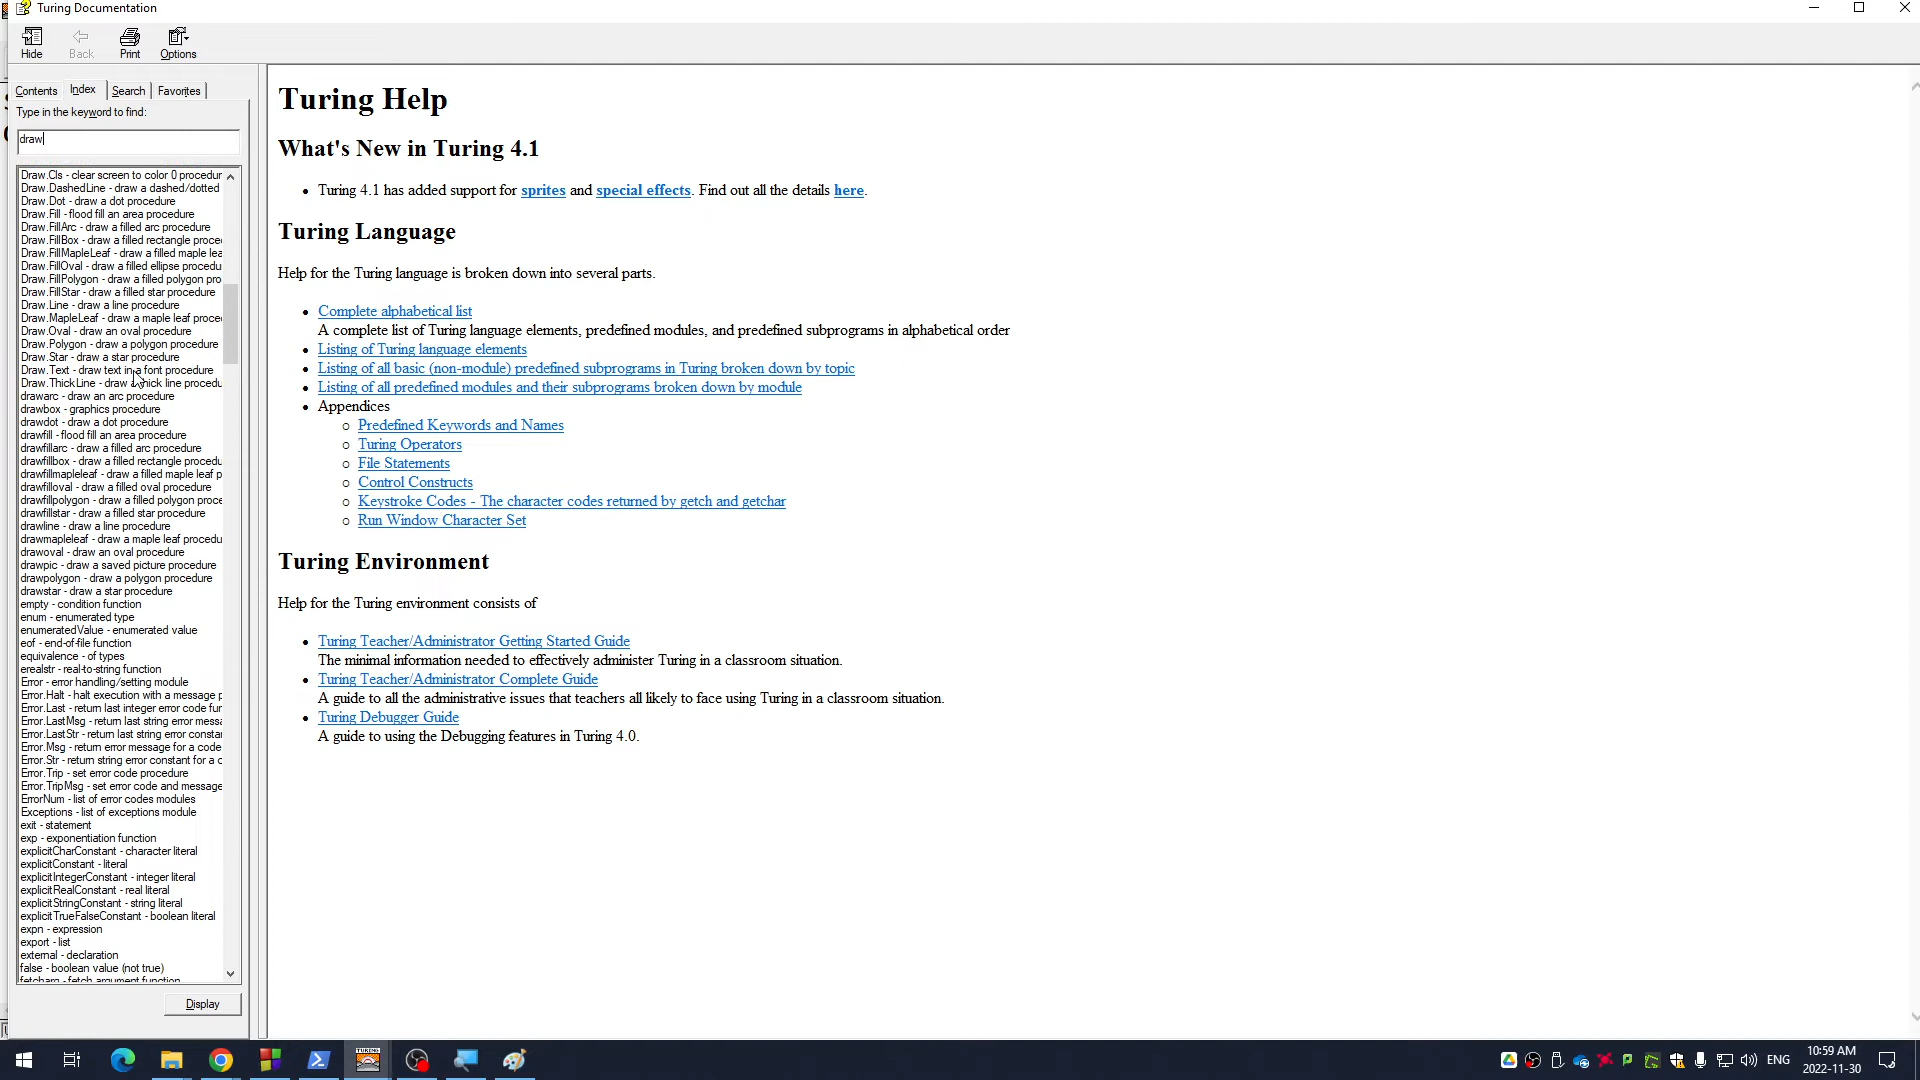 Turing Documentation
Hide
Back
Print
Options
Contents
Index
Search
Favorites
Type in the keyword to find:
draw
Draw.Cls - clear screen to color 0 procedur
Draw.DashedLine - draw a dashed/dotted
Draw.Dot - draw a dot procedure
Draw.Fill - flood fill an area procedure
Draw.FillArc - draw a filled arc procedure
Draw.FillBox - draw a filled rectangle proce
Draw.FillMapleLeaf - draw a filled maple lea
Draw.FillOval - draw a filled ellipse procedu
Draw.FillPolygon - draw a filled polygon pro
Draw.FillStar - draw a filled star procedure
Draw.Line - draw a line procedure
Draw.MapleLeaf - draw a maple leaf proce
Draw.Oval - draw an oval procedure
Draw.Polygon - draw a polygon procedure
Draw.Star - draw a star procedure
Draw.Text - draw text in a font procedure
Draw.ThickLine - draw a thick line procedu
drawarc - draw an arc procedure
drawbox - graphics procedure
drawdot - draw a dot procedure
drawfill - flood fill an area procedure
drawfillarc - draw a filled arc procedure
drawfillbox - draw a filled rectangle procedu
drawfillmapleleaf - draw a filled maple leaf p
drawfilloval - draw a filled oval procedure
drawfillpolygon - draw a filled polygon proce
drawfillstar - draw a filled star procedure
drawline - draw a line procedure
drawmapleleaf - draw a maple leaf procedu
drawoval - draw an oval procedure
drawpic - draw a saved picture procedure
drawpolygon - draw a polygon procedure
drawstar - draw a star procedure
empty - condition function
enum - enumerated type
enumeratedValue - enumerated value
eof - end-of-file function
equivalence - of types
erealstr - real-to-string function
Error - error handling/setting module
Error.Halt - halt execution with a message p
Error.Last - return last integer error code fur
Error.LastMsg - return last string error messa
Error.LastStr - return last string error constar
Error.Msg - return error message for a code
Error.Str - return string error constant for a c
Error.Trip - set error code procedure
Error.TripMsg - set error code and message
ErrorNum - list of error codes modules
Exceptions - list of exceptions module
exit - statement
exp - exponentiation function
explicitCharConstant - character literal
explicitConstant - literal
explicitIntegerConstant - integer literal
explicitRealConstant - real literal
explicitStringConstant - string literal
explicitTrueFalseConstant - boolean literal
expn - expression
export - list
external - declaration
false - boolean value (not true)
fetcharg - fetch argument function
Display
Turing Help
What's New in Turing 4.1
• Turing 4.1 has added support for sprites and special effects. Find out all the details here.
Turing Language
Help for the Turing language is broken down into several parts.
• Complete alphabetical list
A complete list of Turing language elements, predefined modules, and predefined subprograms in alphabetical order
• Listing of Turing language elements
• Listing of all basic (non-module) predefined subprograms in Turing broken down by topic
• Listing of all predefined modules and their subprograms broken down by module
• Appendices
o Predefined Keywords and Names
o Turing Operators
o File Statements
o Control Constructs
o Keystroke Codes - The character codes returned by getch and getchar
o Run Window Character Set
Turing Environment
Help for the Turing environment consists of
• Turing Teacher/Administrator Getting Started Guide
The minimal information needed to effectively administer Turing in a classroom situation.
• Turing Teacher/Administrator Complete Guide
A guide to all the administrative issues that teachers all likely to face using Turing in a classroom situation.
• Turing Debugger Guide
A guide to using the Debugging features in Turing 4.0.
TURING
ENG
10:59 AM
2022-11-30